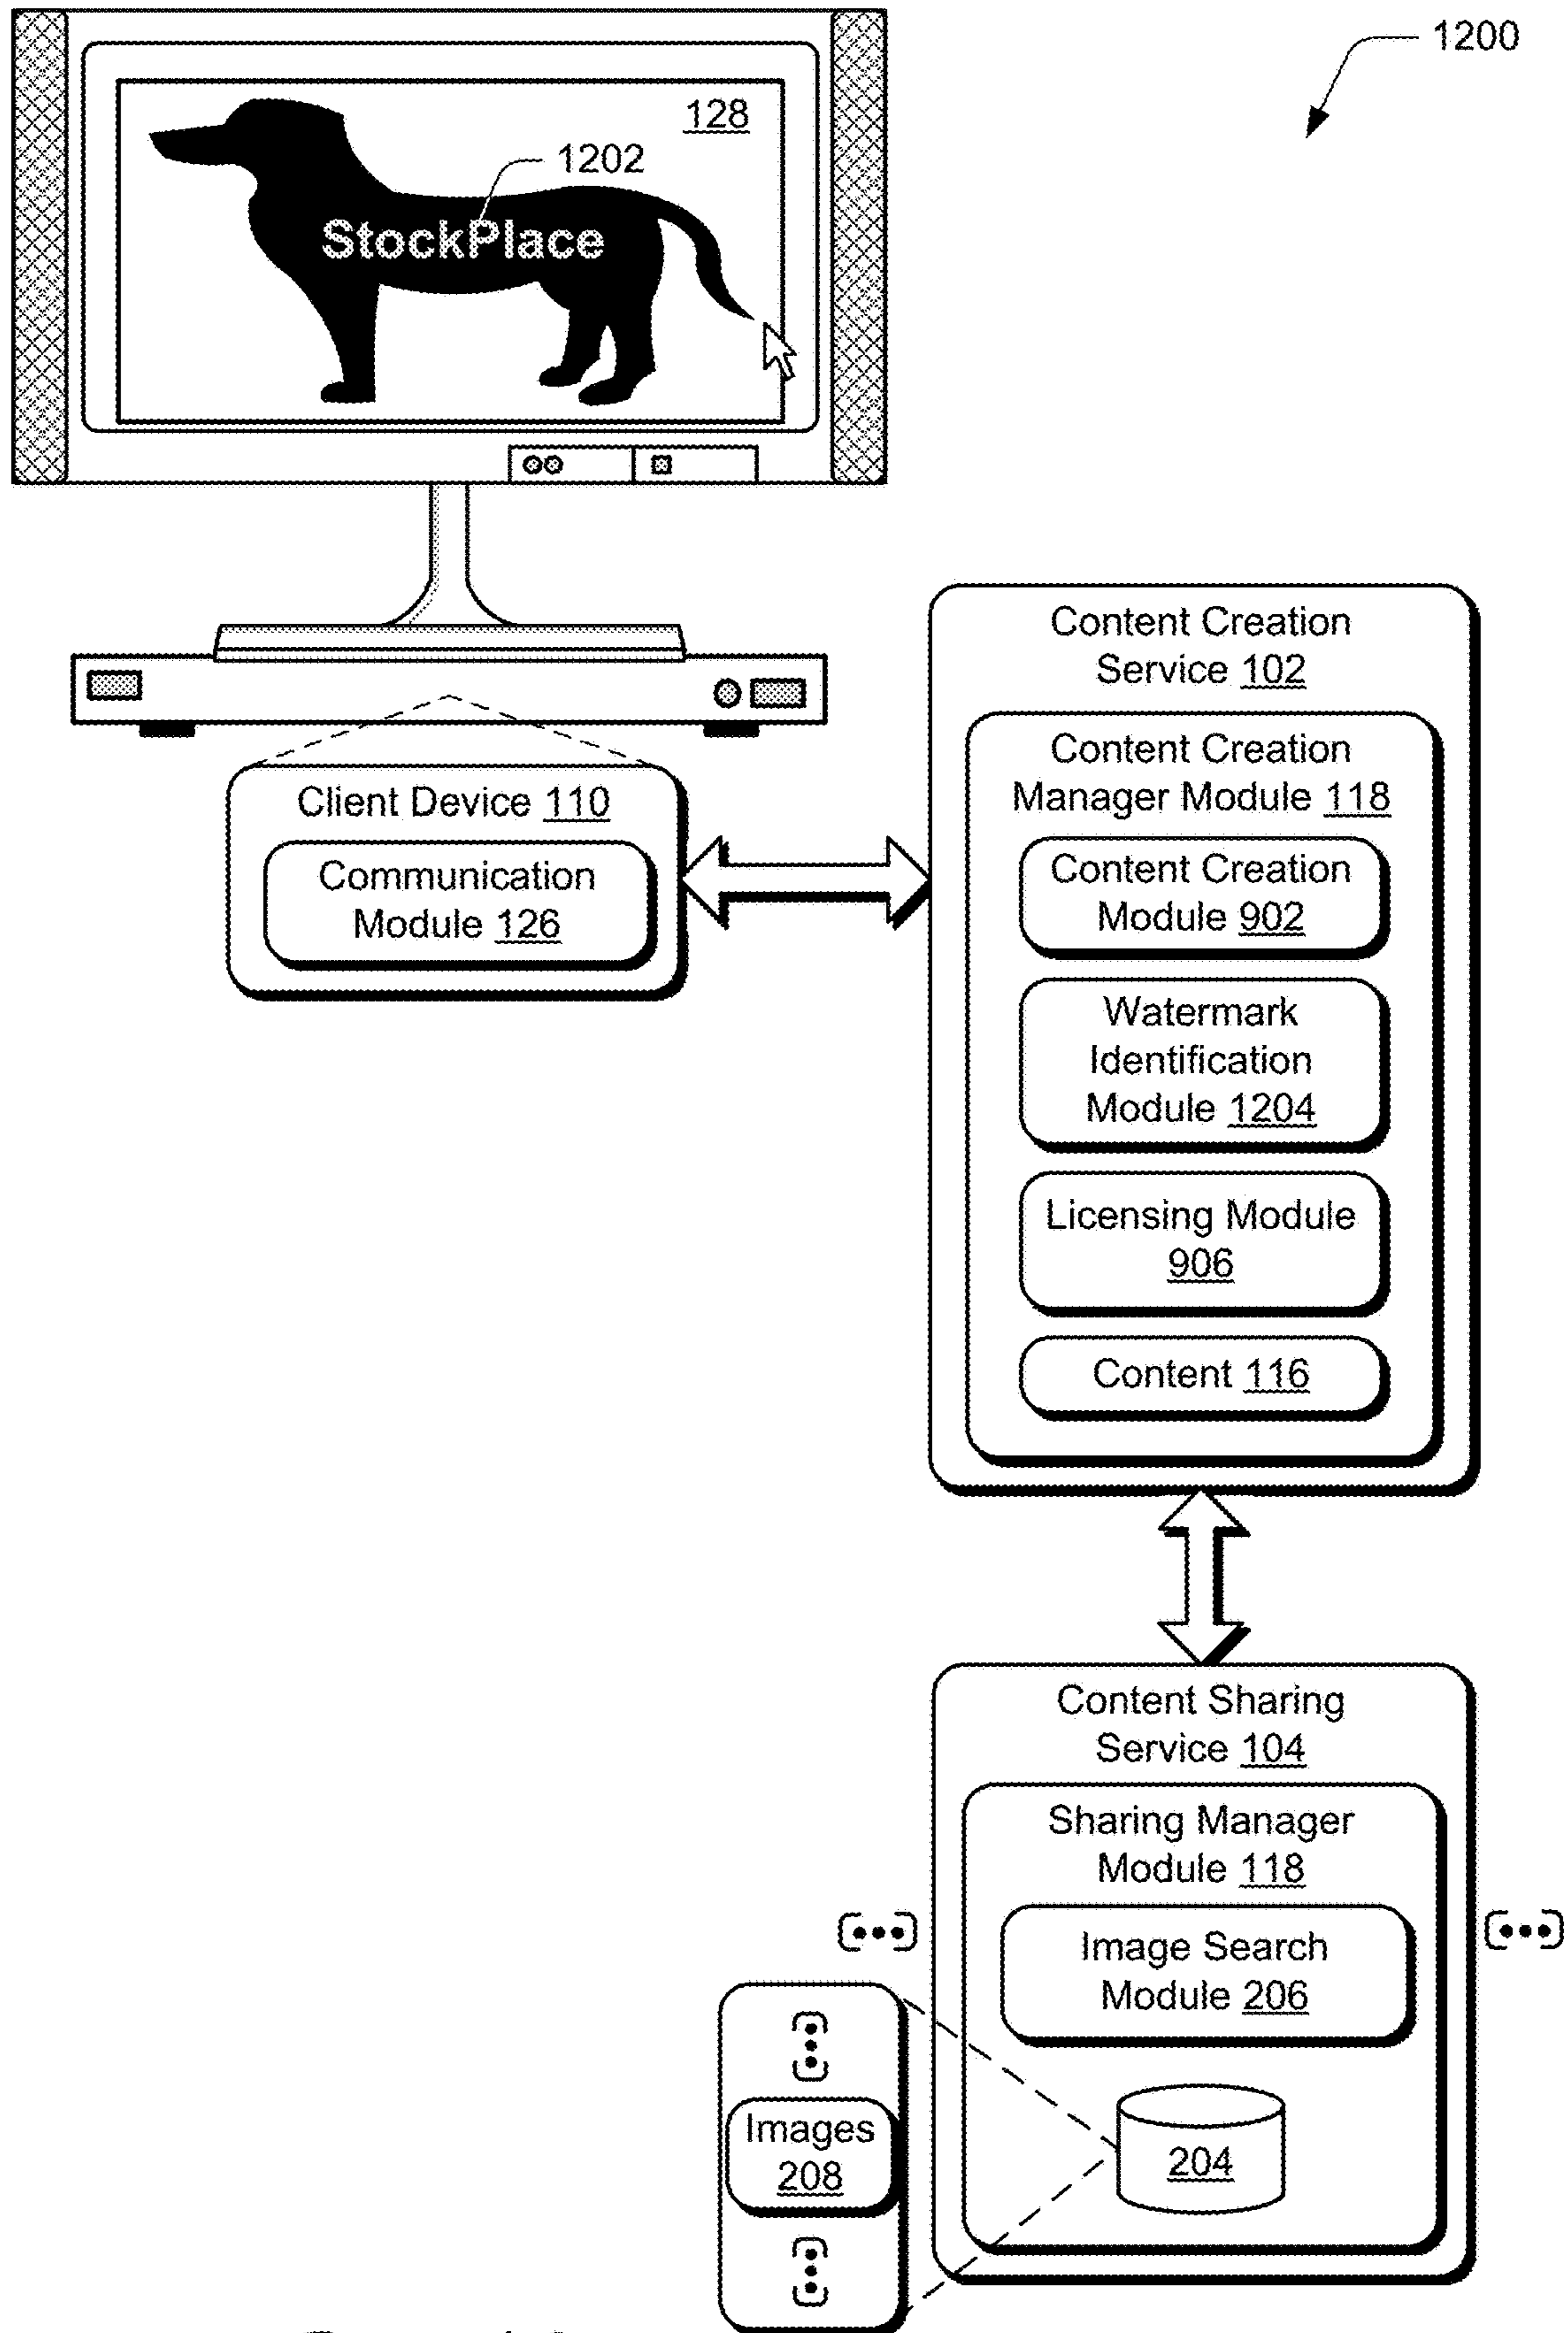 1200
128
1202
StockPlace
Content Creation
Service 102
Content Creation
Manager Module 118
Content Creation
Module 902
Watermark
Identification
Module 1204
Licensing Module
906
Content 116
Client Device 110
Communication
Module 126
Content Sharing
Service 104
Sharing Manager
Module 118
Image Search
Module 206
204
Images
208